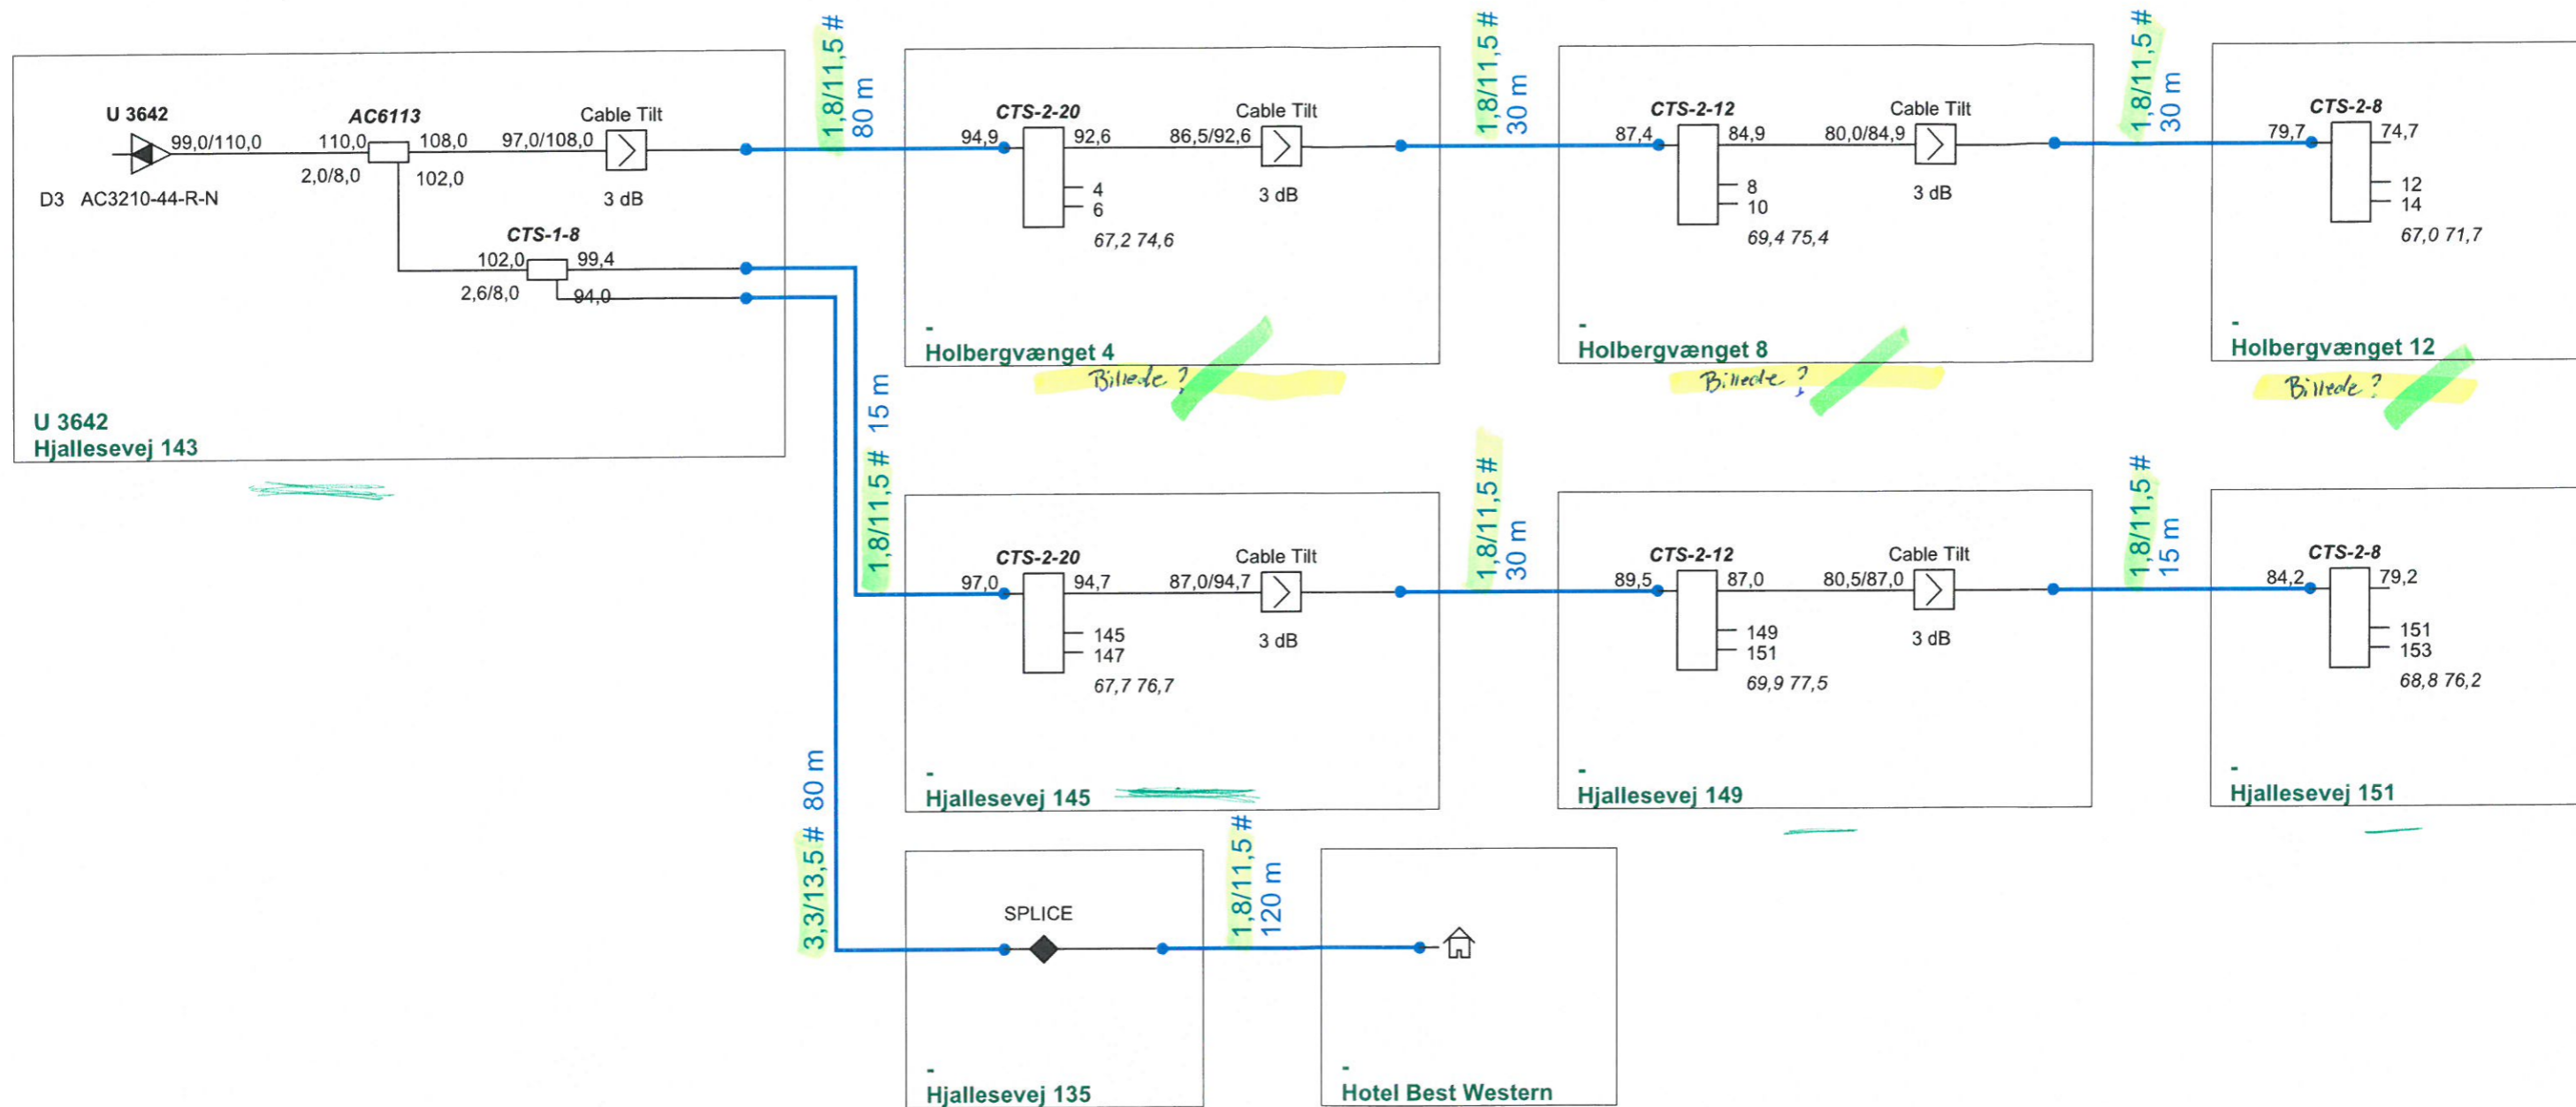 U 3642
99,0/110,0
D3 AC3210-44-R-N
AC6113
110,0 108,0
2,0/8,0 102,0
97,0/108,0
Cable Tilt
3 dB
CTS-1-8
102,0 99,4
2,6/8,0 94,0
U 3642
Hjallesevej 143
1,8/11,5 #
80 m
CTS-2-20
94,9 92,6
4
6
67,2 74,6
86,5/92,6
Cable Tilt
3 dB
-
Holbergvænget 4
Billede ?
1,8/11,5 #
30 m
CTS-2-12
87,4 84,9
8
10
69,4 75,4
80,0/84,9
Cable Tilt
3 dB
-
Holbergvænget 8
Billede ?
1,8/11,5 #
30 m
CTS-2-8
79,7 74,7
12
14
67,0 71,7
-
Holbergvænget 12
Billede ?
1,8/11,5 # 15 m
CTS-2-20
97,0 94,7
145
147
67,7 76,7
87,0/94,7
Cable Tilt
3 dB
-
Hjallesevej 145
1,8/11,5 #
30 m
CTS-2-12
89,5 87,0
149
151
69,9 77,5
80,5/87,0
Cable Tilt
3 dB
-
Hjallesevej 149
1,8/11,5 #
15 m
CTS-2-8
84,2 79,2
151
153
68,8 76,2
-
Hjallesevej 151
3,3/13,5 # 80 m
SPLICE
-
Hjallesevej 135
1,8/11,5 #
120 m
-
Hotel Best Western